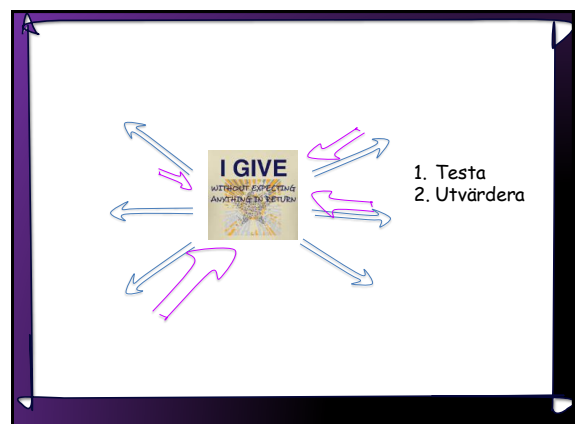 I GIVE
WITHOUT EXPECTING
ANYTHING IN RETURN
1. Testa
2. Utvärdera